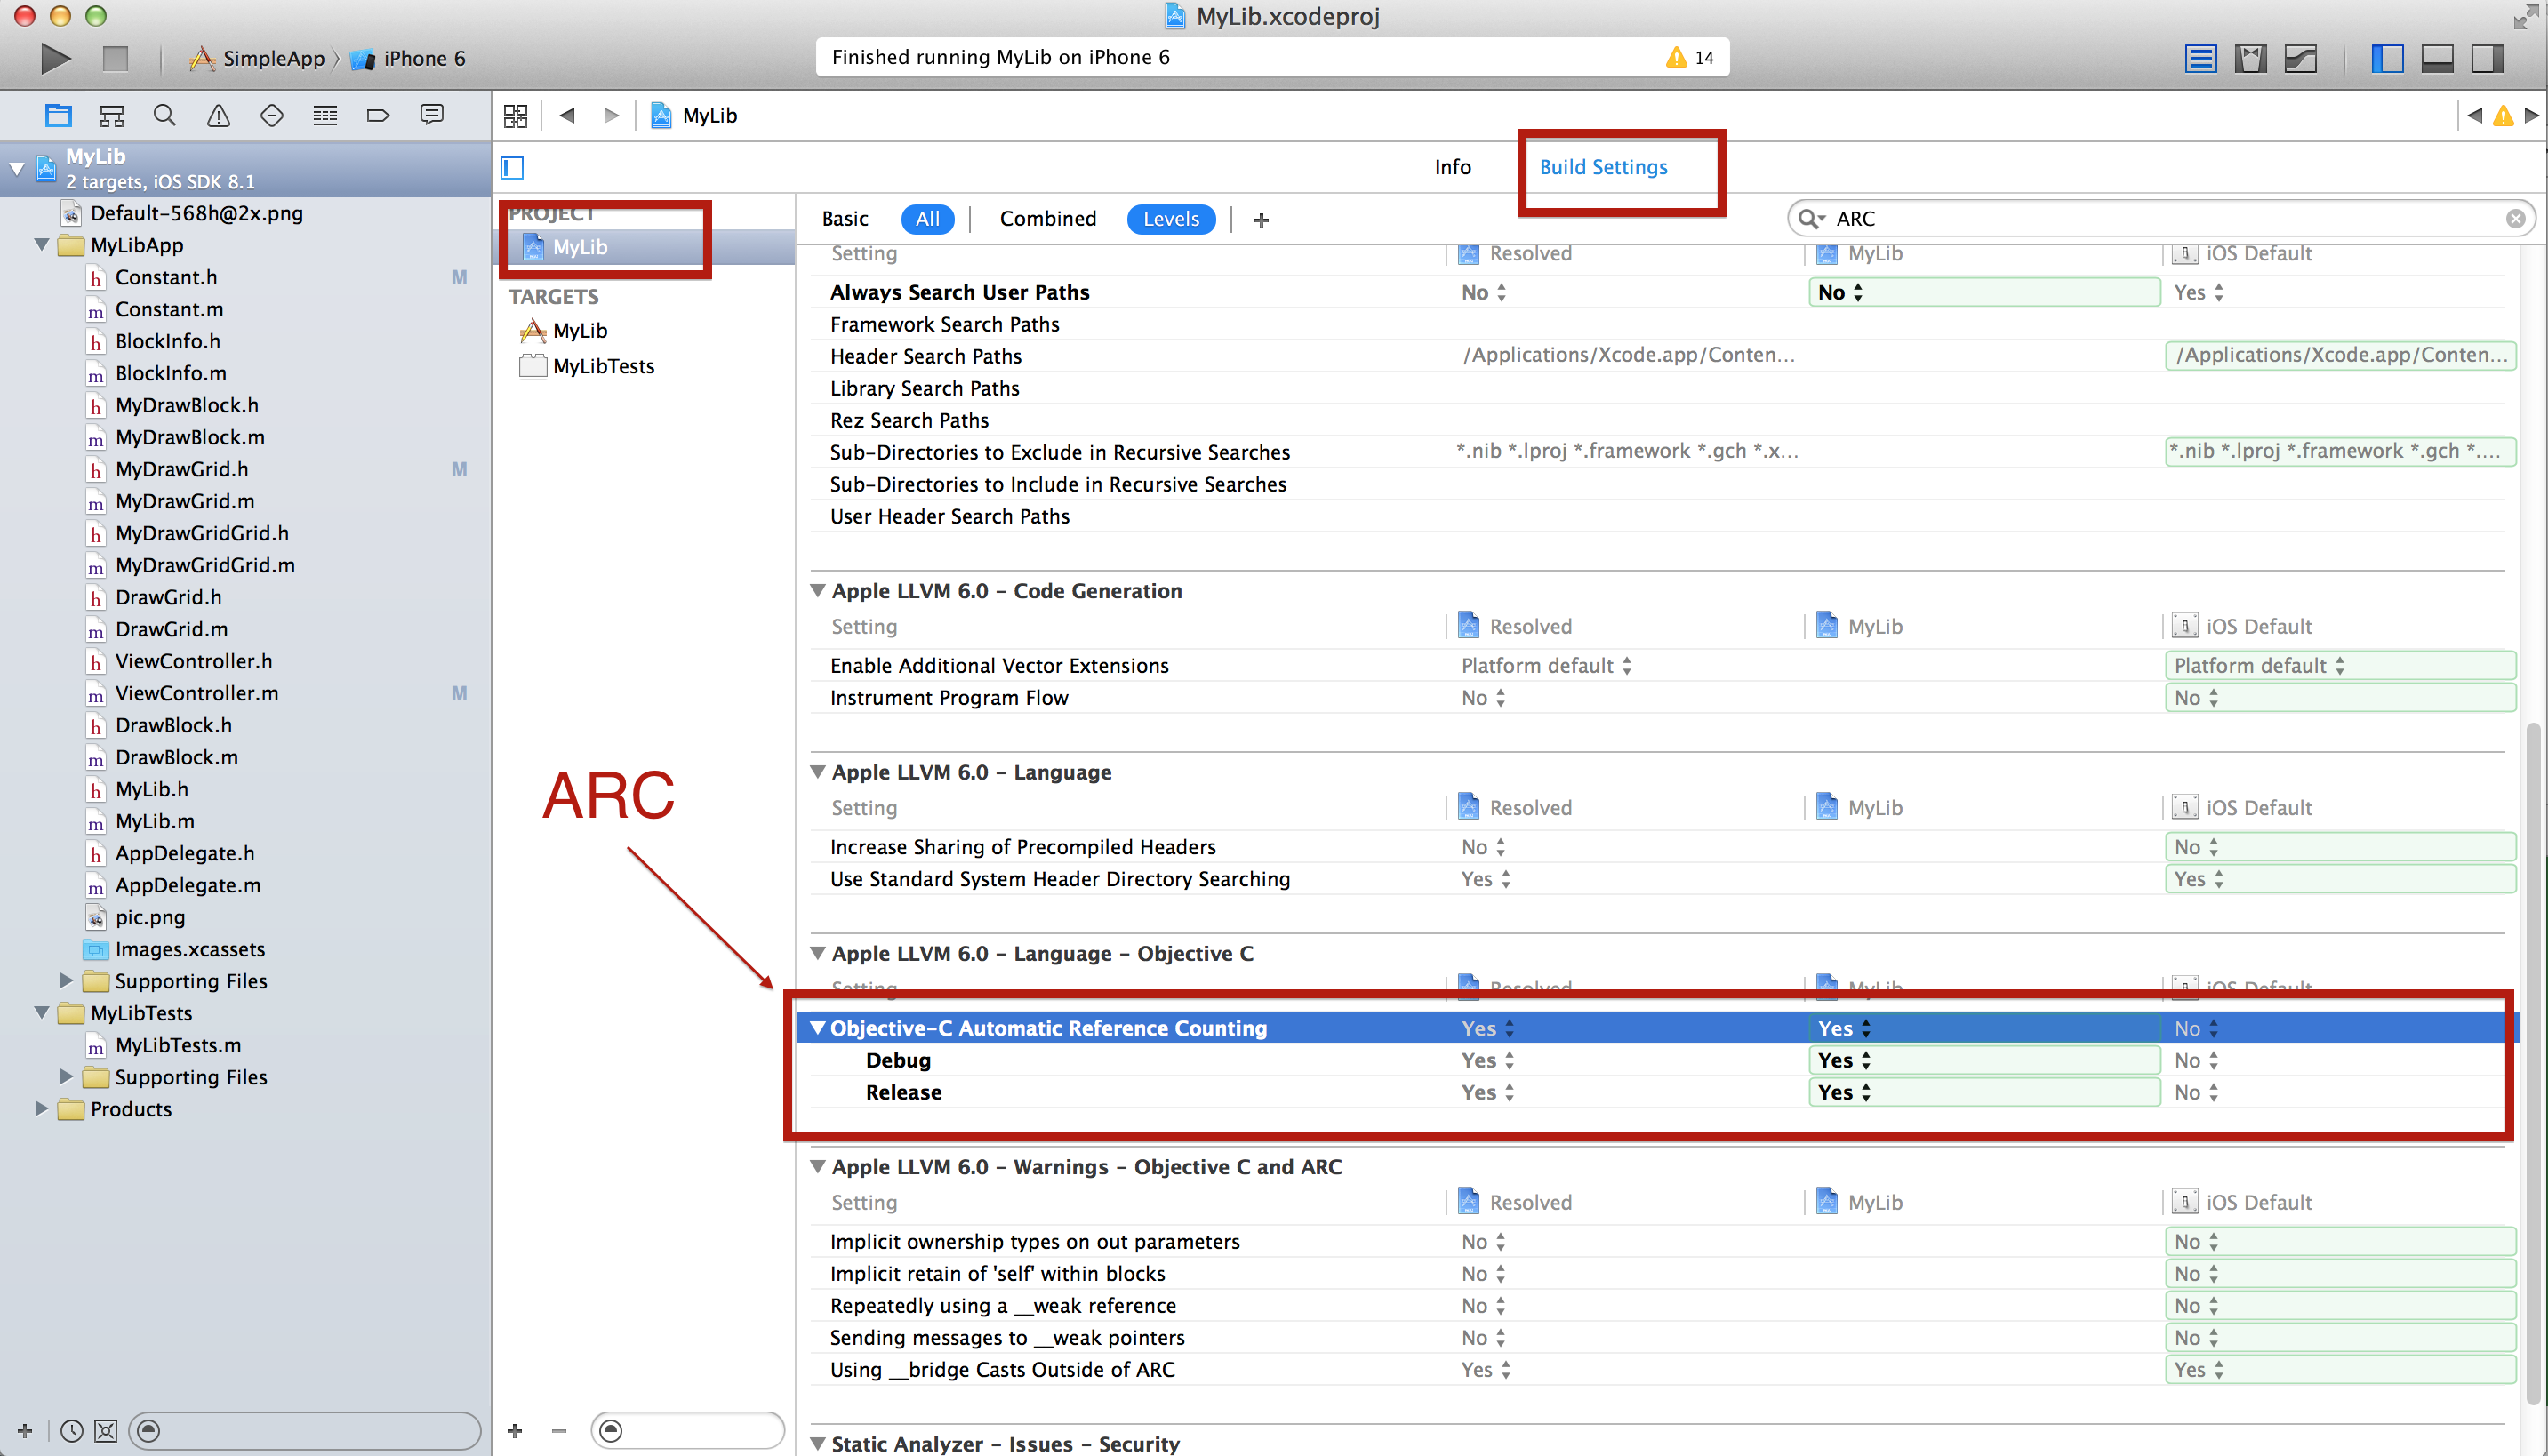 MyLib.xcodeproj
SimpleApp iPhone 6
Finished running MyLib on iPhone 6 14
MyLib
MyLib
2 targets, iOS SDK 8.1
Default-568h@2x.png
MyLibApp
Constant.h M
Constant.m
BlockInfo.h
BlockInfo.m
MyDrawBlock.h
MyDrawBlock.m
MyDrawGrid.h M
MyDrawGrid.m
MyDrawGridGrid.h
MyDrawGridGrid.m
DrawGrid.h
DrawGrid.m
ViewController.h
ViewController.m M
DrawBlock.h
DrawBlock.m
MyLib.h
MyLib.m
AppDelegate.h
AppDelegate.m
pic.png
Images.xcassets
Supporting Files
MyLibTests
MyLibTests.m
Supporting Files
Products
PROJECT
MyLib
TARGETS
MyLib
MyLibTests
ARC
Info Build Settings
Basic All Combined Levels + ARC
Setting Resolved MyLib iOS Default
Always Search User Paths No No Yes
Framework Search Paths
Header Search Paths /Applications/Xcode.app/Conten... /Applications/Xcode.app/Conten...
Library Search Paths
Rez Search Paths
Sub-Directories to Exclude in Recursive Searches *.nib *.lproj *.framework *.gch *.x... *.nib *.lproj *.framework *.gch *....
Sub-Directories to Include in Recursive Searches
User Header Search Paths
Apple LLVM 6.0 - Code Generation
Setting Resolved MyLib iOS Default
Enable Additional Vector Extensions Platform default Platform default
Instrument Program Flow No No
Apple LLVM 6.0 - Language
Setting Resolved MyLib iOS Default
Increase Sharing of Precompiled Headers No No
Use Standard System Header Directory Searching Yes Yes
Apple LLVM 6.0 - Language - Objective C
Setting Resolved MyLib iOS Default
Objective-C Automatic Reference Counting Yes Yes No
Debug Yes Yes No
Release Yes Yes No
Apple LLVM 6.0 - Warnings - Objective C and ARC
Setting Resolved MyLib iOS Default
Implicit ownership types on out parameters No No
Implicit retain of 'self' within blocks No No
Repeatedly using a __weak reference No No
Sending messages to __weak pointers No No
Using __bridge Casts Outside of ARC Yes Yes
Static Analyzer - Issues - Security